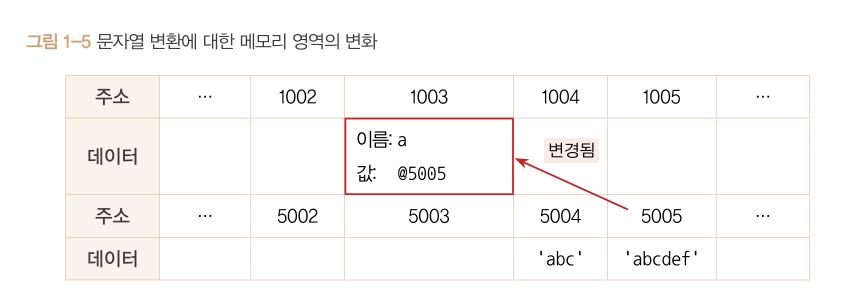 그림 1-5 문자열 변환에 대한 메모리 영역의 변화
주소 … 1002 1003 1004 1005 …
데이터 이름: a 변경됨
값: @5005
주소 … 5002 5003 5004 5005 …
데이터 'abc' 'abcdef'